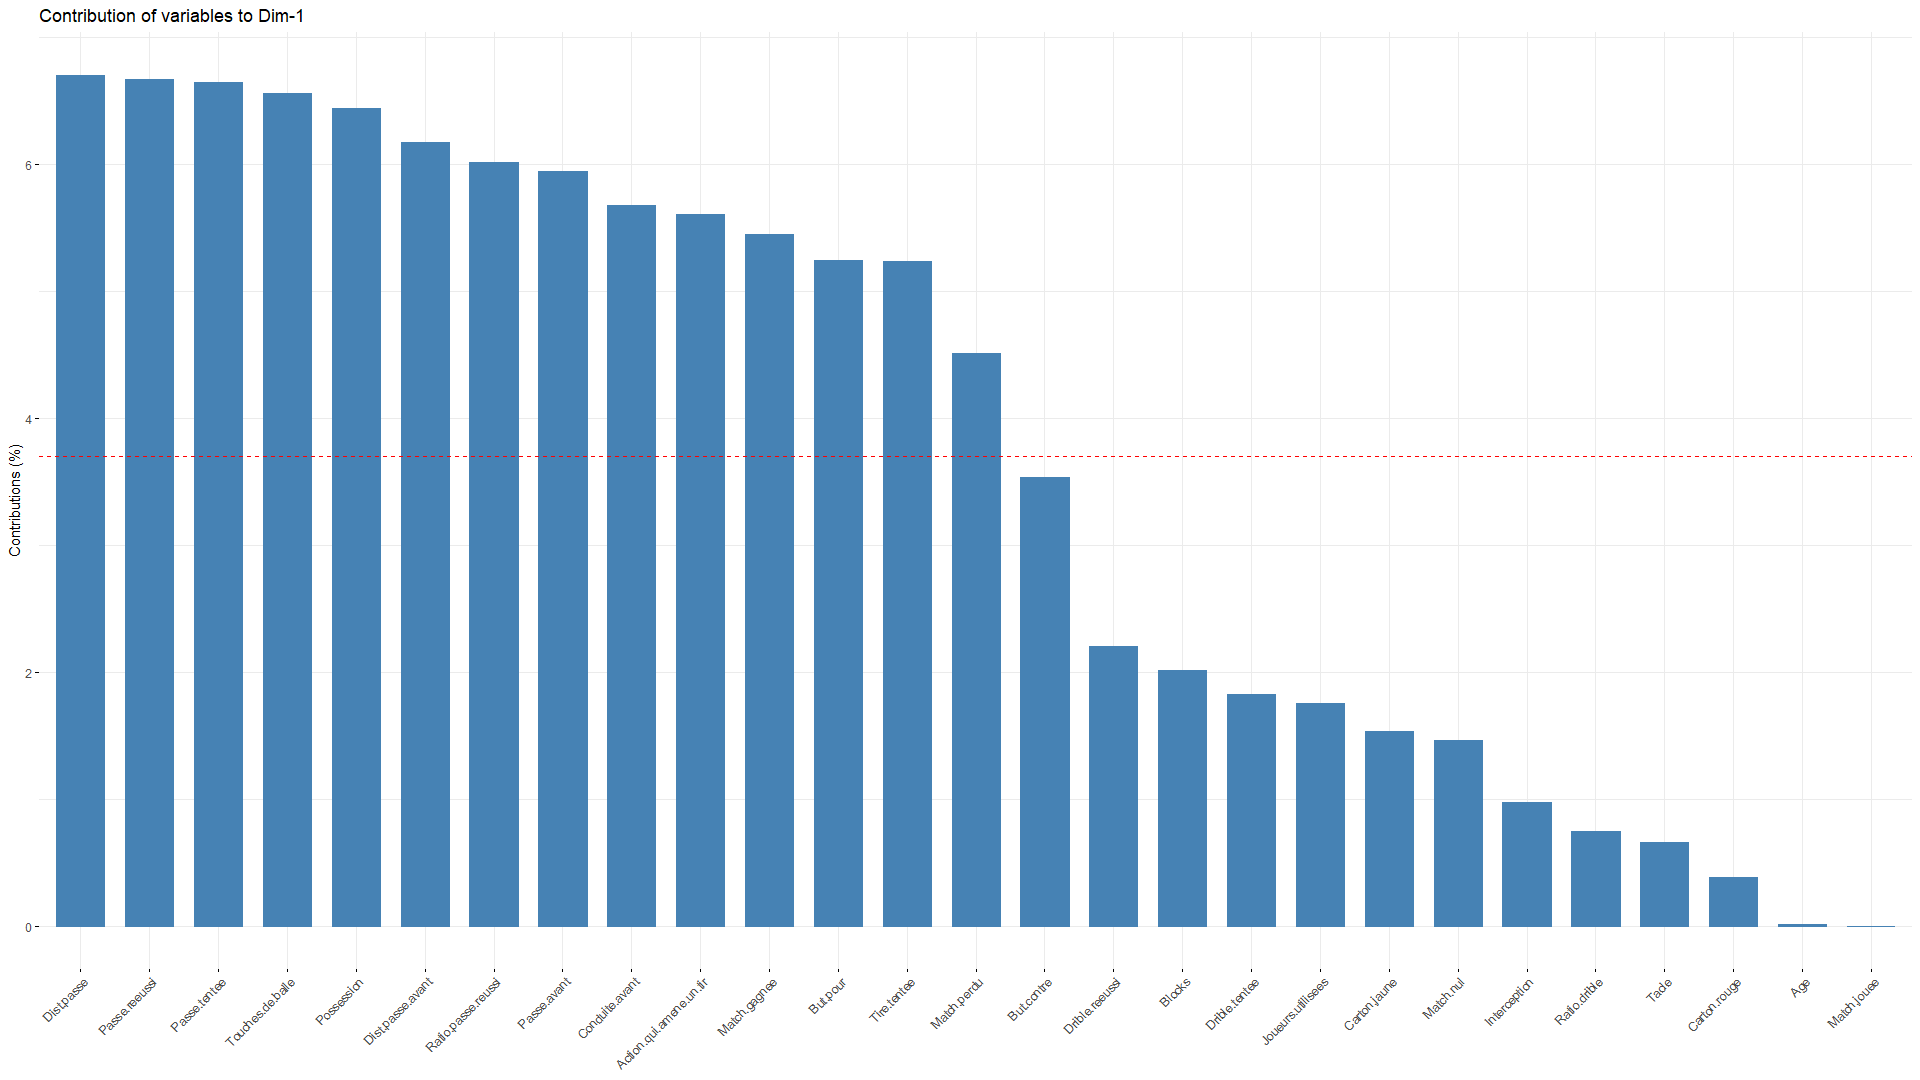 Contribution of variables to Dim-1
Contributions (%)
6
4
2
0
Dist.passe
Passe.reeussi
Passe.tentee
Touches.de.balle
Possession
Dist.passe.avant
Ratio.passe.reussi
Passe.avant
Conduite.avant
Action.qui.amene.un.tir
Match.gagnee
But.pour
Tire.tentee
Match.perdu
But.contre
Drible.reeussi
Blocks
Drible.tentee
Joueurs.utilisees
Carton.jaune
Match.nul
Interception
Ratio.drible
Tacle
Carton.rouge
Age
Match.jouee